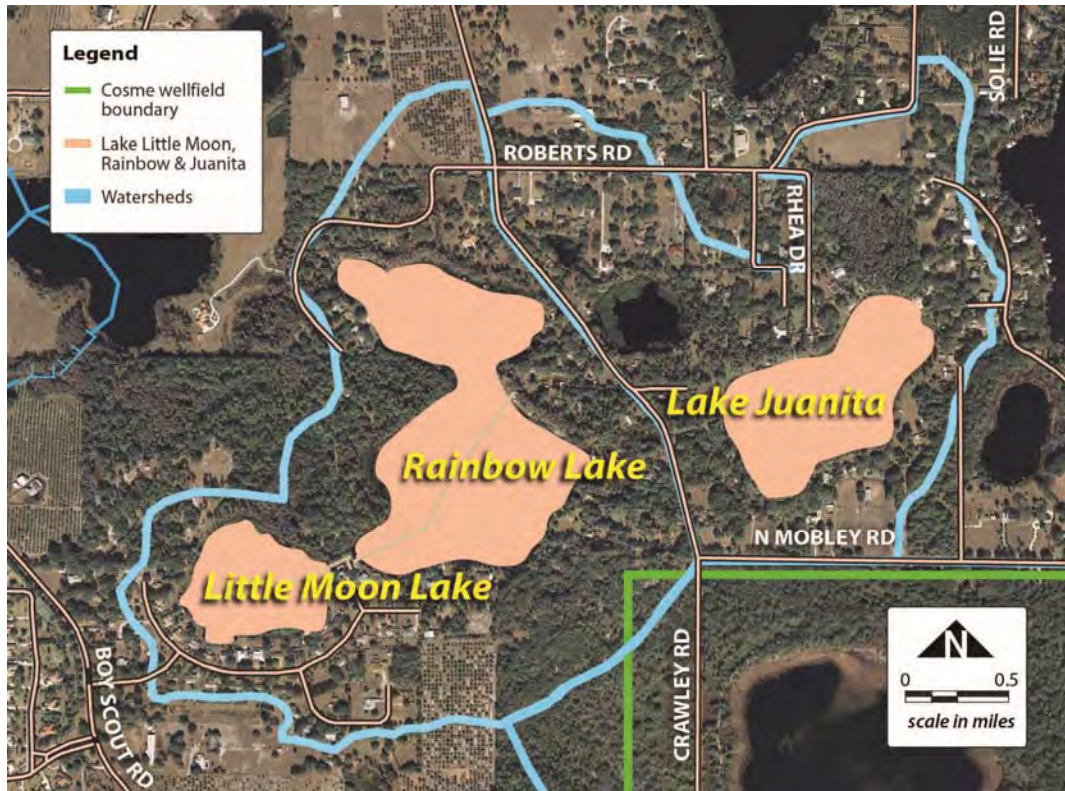 Legend
Cosme wellfield
boundary
Lake Little Moon,
Rainbow & Juanita
Watersheds
SOLIE RD
ROBERTS RD
RHEA DR
Lake Juanita
Rainbow Lake
N MOBLEY RD
Little Moon Lake
BOY SCOUT RD
CRAWLEY RD
N
0 0.5
scale in miles